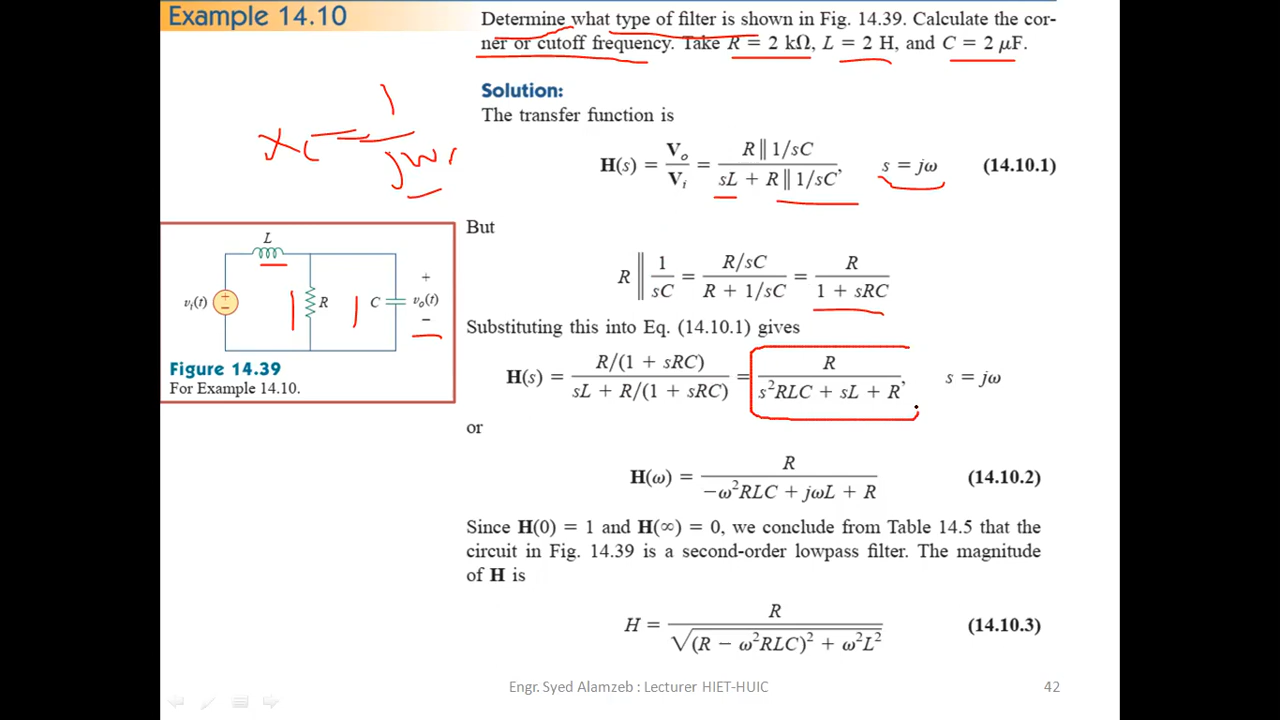 Example 14.10
Determine what type of filter is shown in Fig. 14.39. Calculate the cor-
ner or cutoff frequency. Take R = 2 kΩ, L = 2 H, and C = 2 μF.
Solution:
The transfer function is
H(s) = Vo/Vi = (R ∥ 1/sC)/(sL + R ∥ 1/sC), s = jω (14.10.1)
But
R ∥ 1/sC = (R/sC)/(R + 1/sC) = R/(1 + sRC)
Substituting this into Eq. (14.10.1) gives
H(s) = (R/(1 + sRC))/(sL + R/(1 + sRC)) = R/(s²RLC + sL + R), s = jω
or
H(ω) = R/(−ω²RLC + jωL + R) (14.10.2)
Since H(0) = 1 and H(∞) = 0, we conclude from Table 14.5 that the
circuit in Fig. 14.39 is a second-order lowpass filter. The magnitude
of H is
H = R/√((R − ω²RLC)² + ω²L²) (14.10.3)
Xc = 1
L
vi(t) + − R C + vo(t) −
Figure 14.39
For Example 14.10.
Engr. Syed Alamzeb : Lecturer HIET-HUIC
42